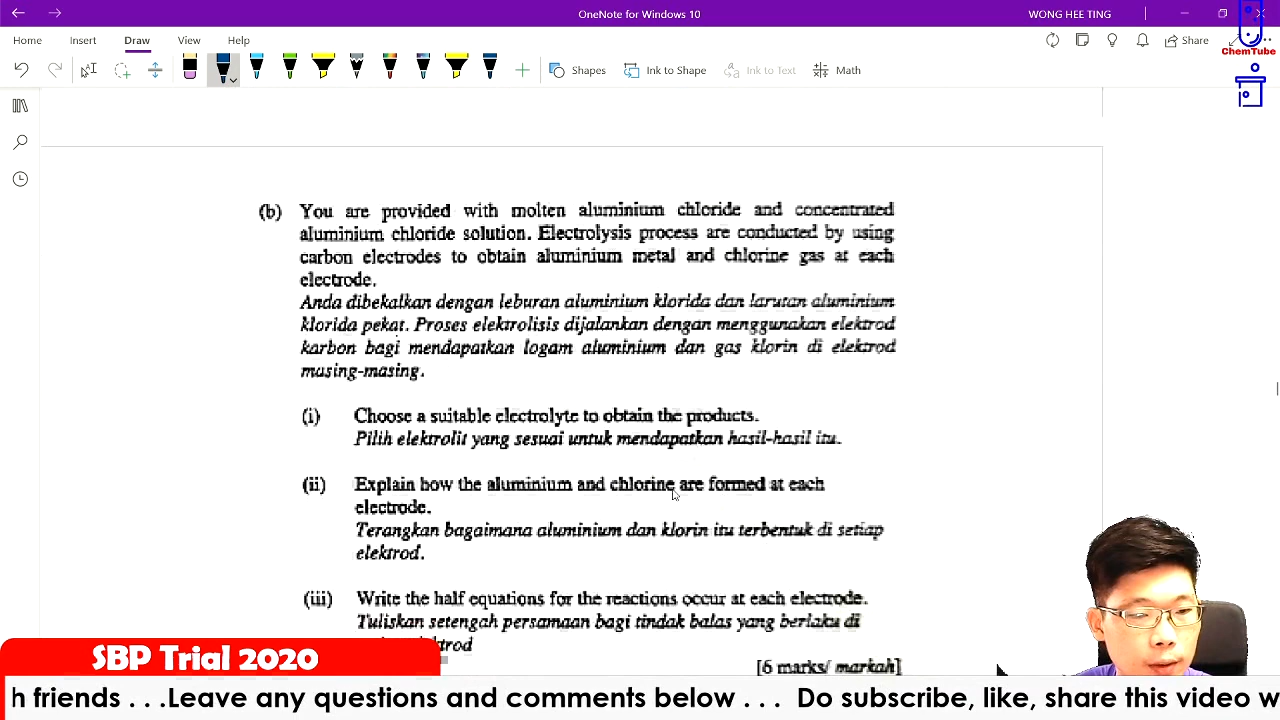 OneNote for Windows 10
WONG HEE TING
Home Insert Draw View Help
Share
ChemTube
Shapes Ink to Shape Ink to Text Math
(b) You are provided with molten aluminium chloride and concentrated
aluminium chloride solution. Electrolysis process are conducted by using
carbon electrodes to obtain aluminium metal and chlorine gas at each
electrode.
Anda dibekalkan dengan leburan aluminium klorida dan larutan aluminium
klorida pekat. Proses elektrolisis dijalankan dengan menggunakan elektrod
karbon bagi mendapatkan logam aluminium dan gas klorin di elektrod
masing-masing.
(i) Choose a suitable electrolyte to obtain the products.
Pilih elektrolit yang sesuai untuk mendapatkan hasil-hasil itu.
(ii) Explain how the aluminium and chlorine are formed at each
electrode.
Terangkan bagaimana aluminium dan klorin itu terbentuk di setiap
elektrod.
(iii) Write the half equations for the reactions occur at each electrode.
Tuliskan setengah persamaan bagi tindak balas yang berlaku di
[6 marks/ markah]
SBP Trial 2020
h friends . . .Leave any questions and comments below . . . Do subscribe, like, share this video w